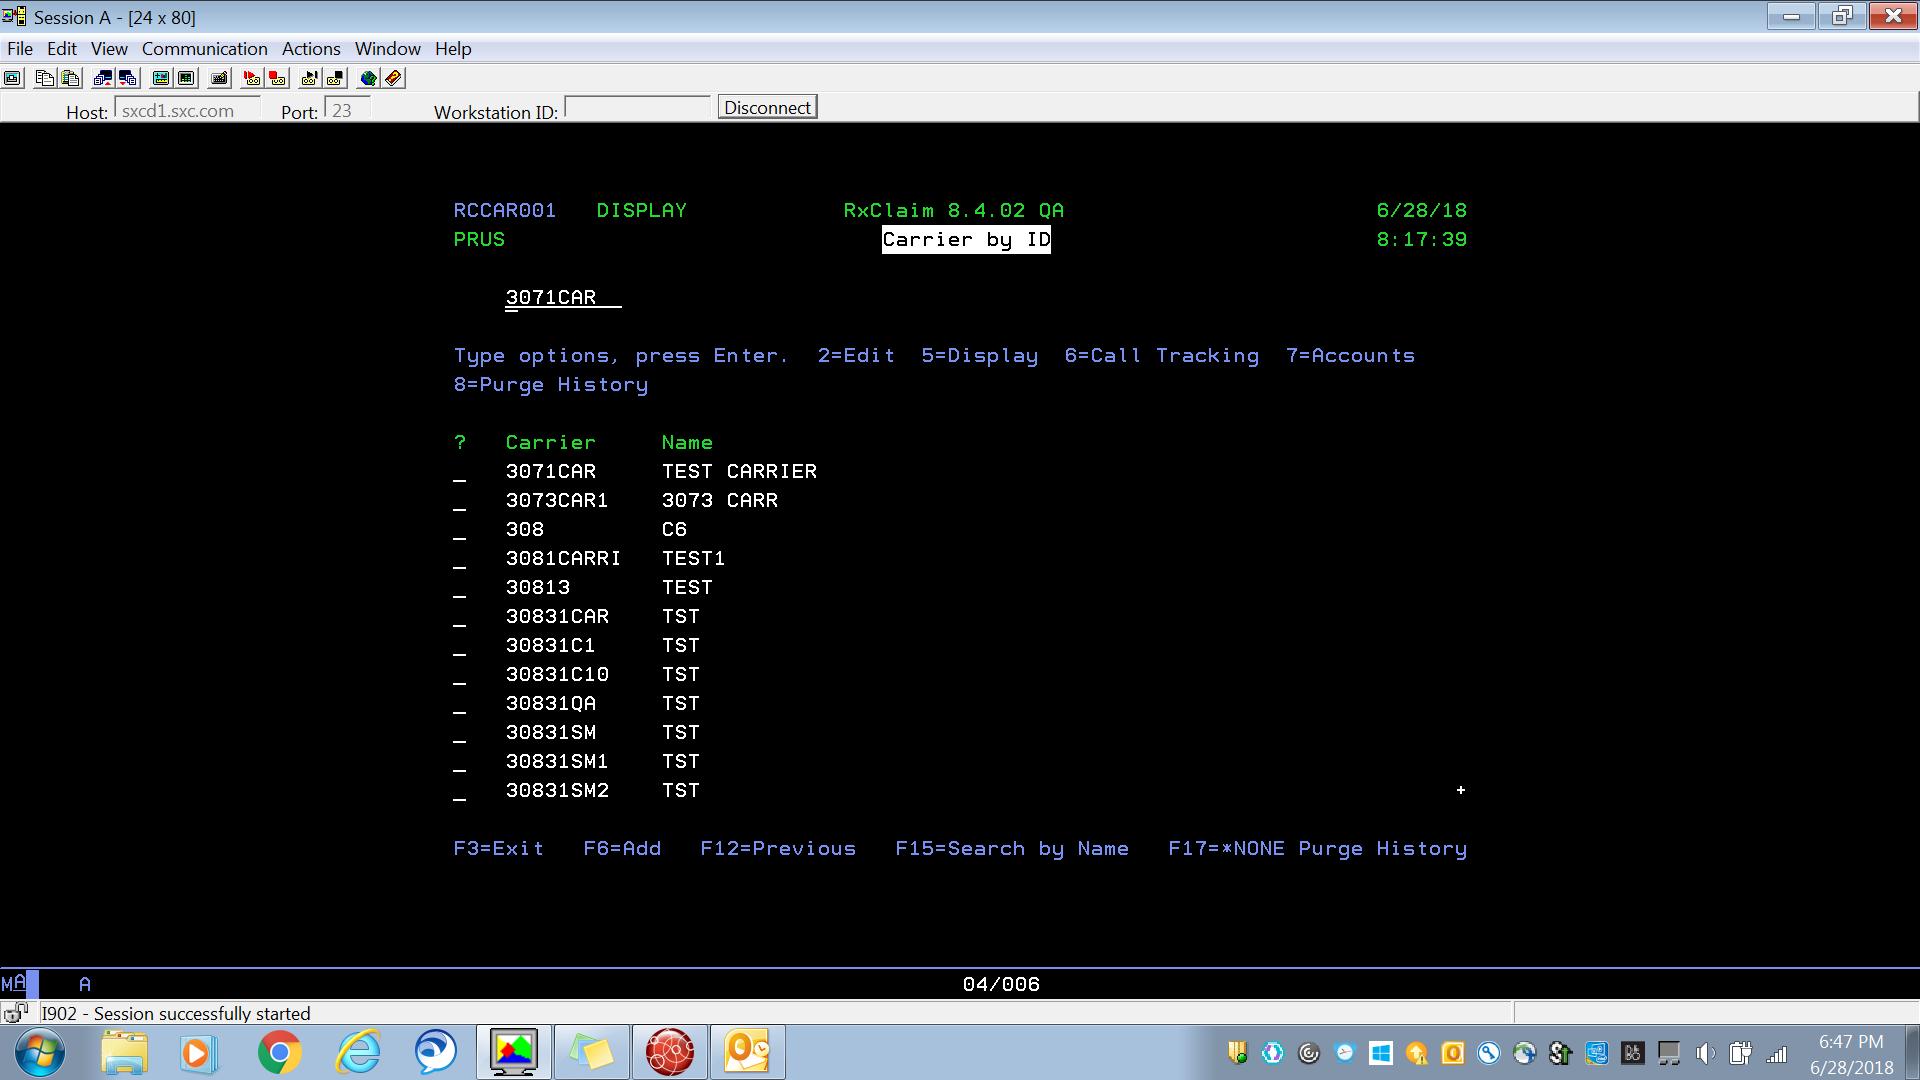 Session A - [24 x 80]
File Edit View Communication Actions Window Help
Host: sxcd1.sxc.com Port: 23 Workstation ID: Disconnect
RCCAR001 DISPLAY RxClaim 8.4.02 QA 6/28/18
PRUS Carrier by ID 8:17:39
3071CAR
Type options, press Enter. 2=Edit 5=Display 6=Call Tracking 7=Accounts
8=Purge History
? Carrier Name
_ 3071CAR TEST CARRIER
_ 3073CAR1 3073 CARR
_ 308 C6
_ 3081CARRI TEST1
_ 30813 TEST
_ 30831CAR TST
_ 30831C1 TST
_ 30831C10 TST
_ 30831QA TST
_ 30831SM TST
_ 30831SM1 TST
_ 30831SM2 TST +
F3=Exit F6=Add F12=Previous F15=Search by Name F17=*NONE Purge History
MA A 04/006
I902 - Session successfully started
6:47 PM
6/28/2018